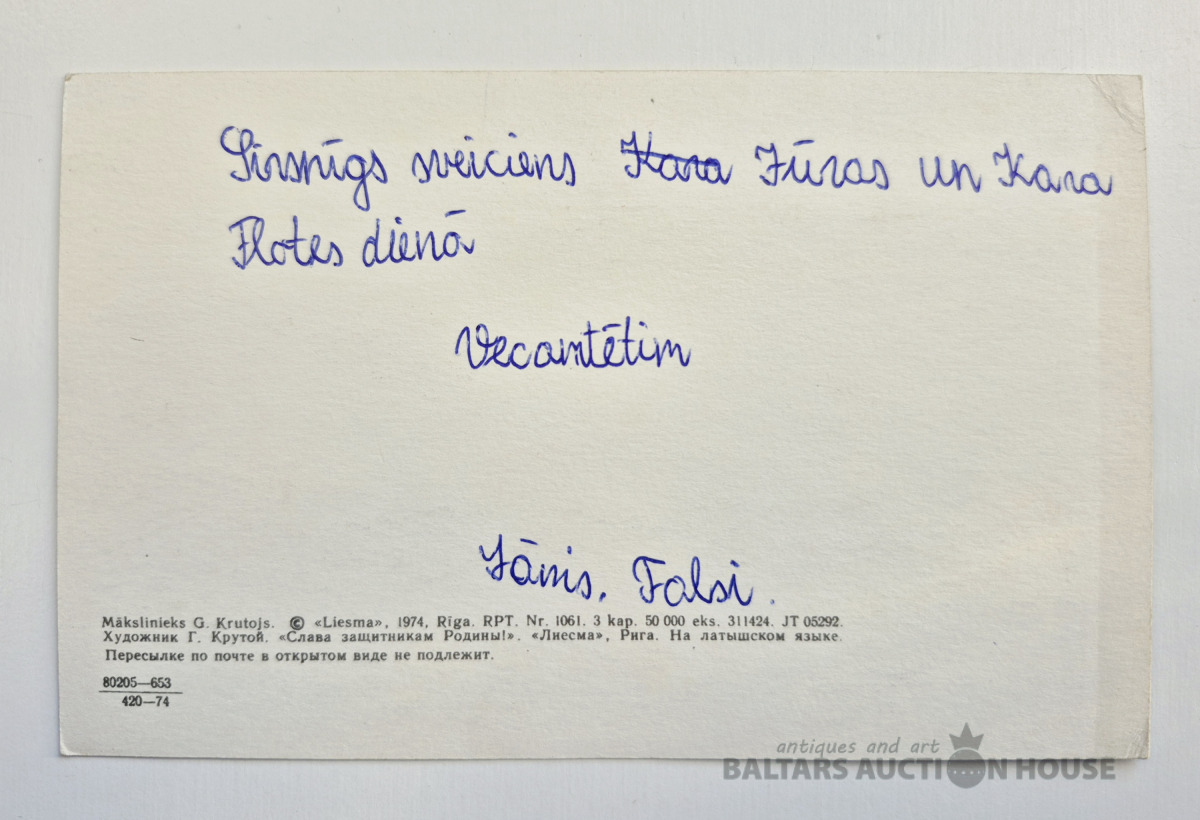 Sirsnīgs sveiciens Kara Jūras un Kara
Flotes dienā
Vecamtētim
Jānis. Falsi.
Mākslinieks G. Krutojs. © «Liesma», 1974, Rīga. RPT. Nr. 1061. 3 kap. 50 000 eks. 311424. JT 05292.
Художник Г. Крутой. «Слава защитникам Родины!». «Лиесма», Рига. На латышском языке.
Пересылке по почте в открытом виде не подлежит.
80205—653
420—74
antiques and art
BALTARS AUCTION HOUSE